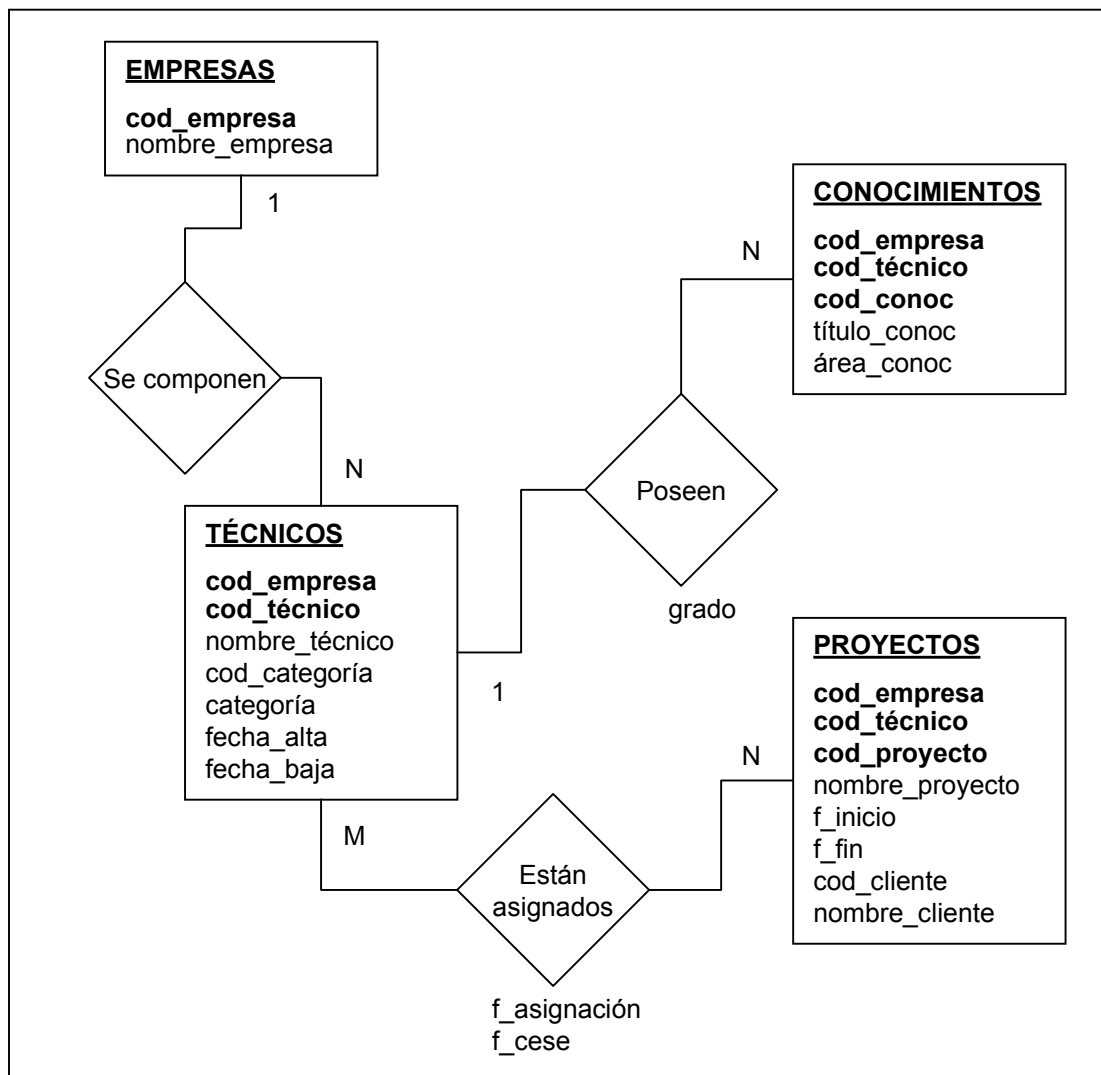 EMPRESAS
cod_empresa
nombre_empresa
1
Se componen
N
CONOCIMIENTOS
cod_empresa
cod_técnico
cod_conoc
título_conoc
área_conoc
N
Poseen
grado
1
TÉCNICOS
cod_empresa
cod_técnico
nombre_técnico
cod_categoría
categoría
fecha_alta
fecha_baja
M
Están
asignados
f_asignación
f_cese
N
PROYECTOS
cod_empresa
cod_técnico
cod_proyecto
nombre_proyecto
f_inicio
f_fin
cod_cliente
nombre_cliente